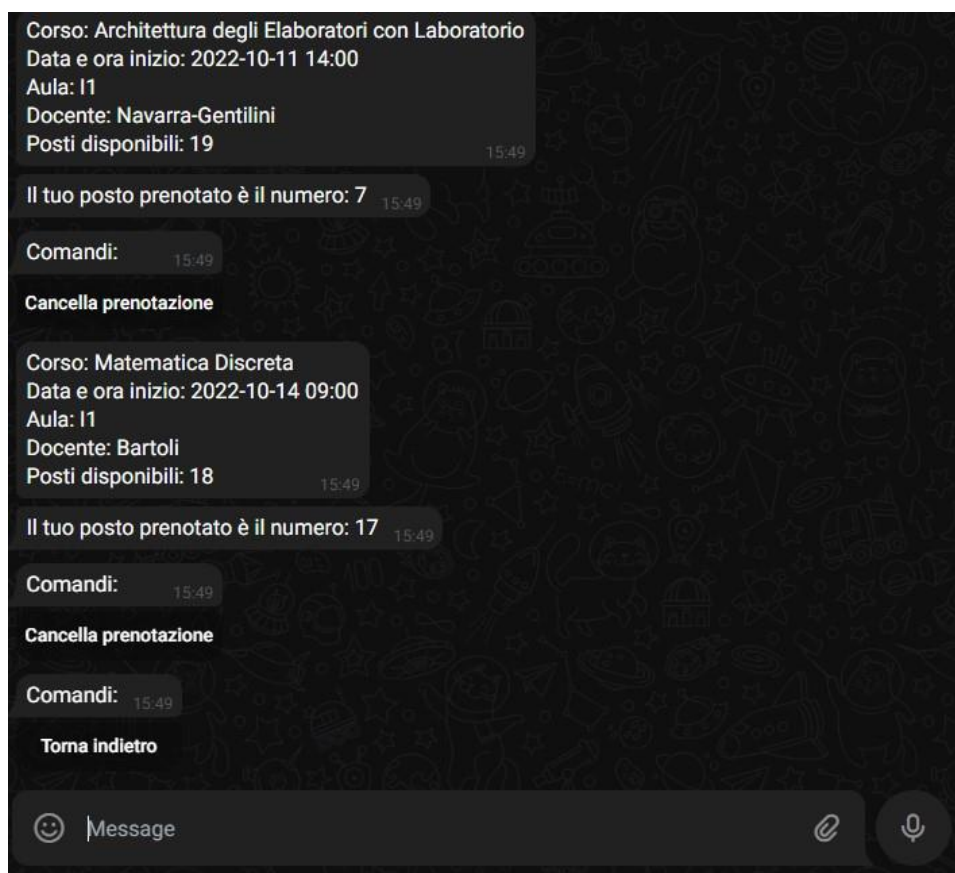 Corso: Architettura degli Elaboratori con Laboratorio
Data e ora inizio: 2022-10-11 14:00
Aula: I1
Docente: Navarra-Gentilini
Posti disponibili: 19
15:49
Il tuo posto prenotato è il numero: 7
15:49
Comandi:
15:49
Cancella prenotazione
Corso: Matematica Discreta
Data e ora inizio: 2022-10-14 09:00
Aula: I1
Docente: Bartoli
Posti disponibili: 18
15:49
Il tuo posto prenotato è il numero: 17
15:49
Comandi:
15:49
Cancella prenotazione
Comandi:
15:49
Torna indietro
Message